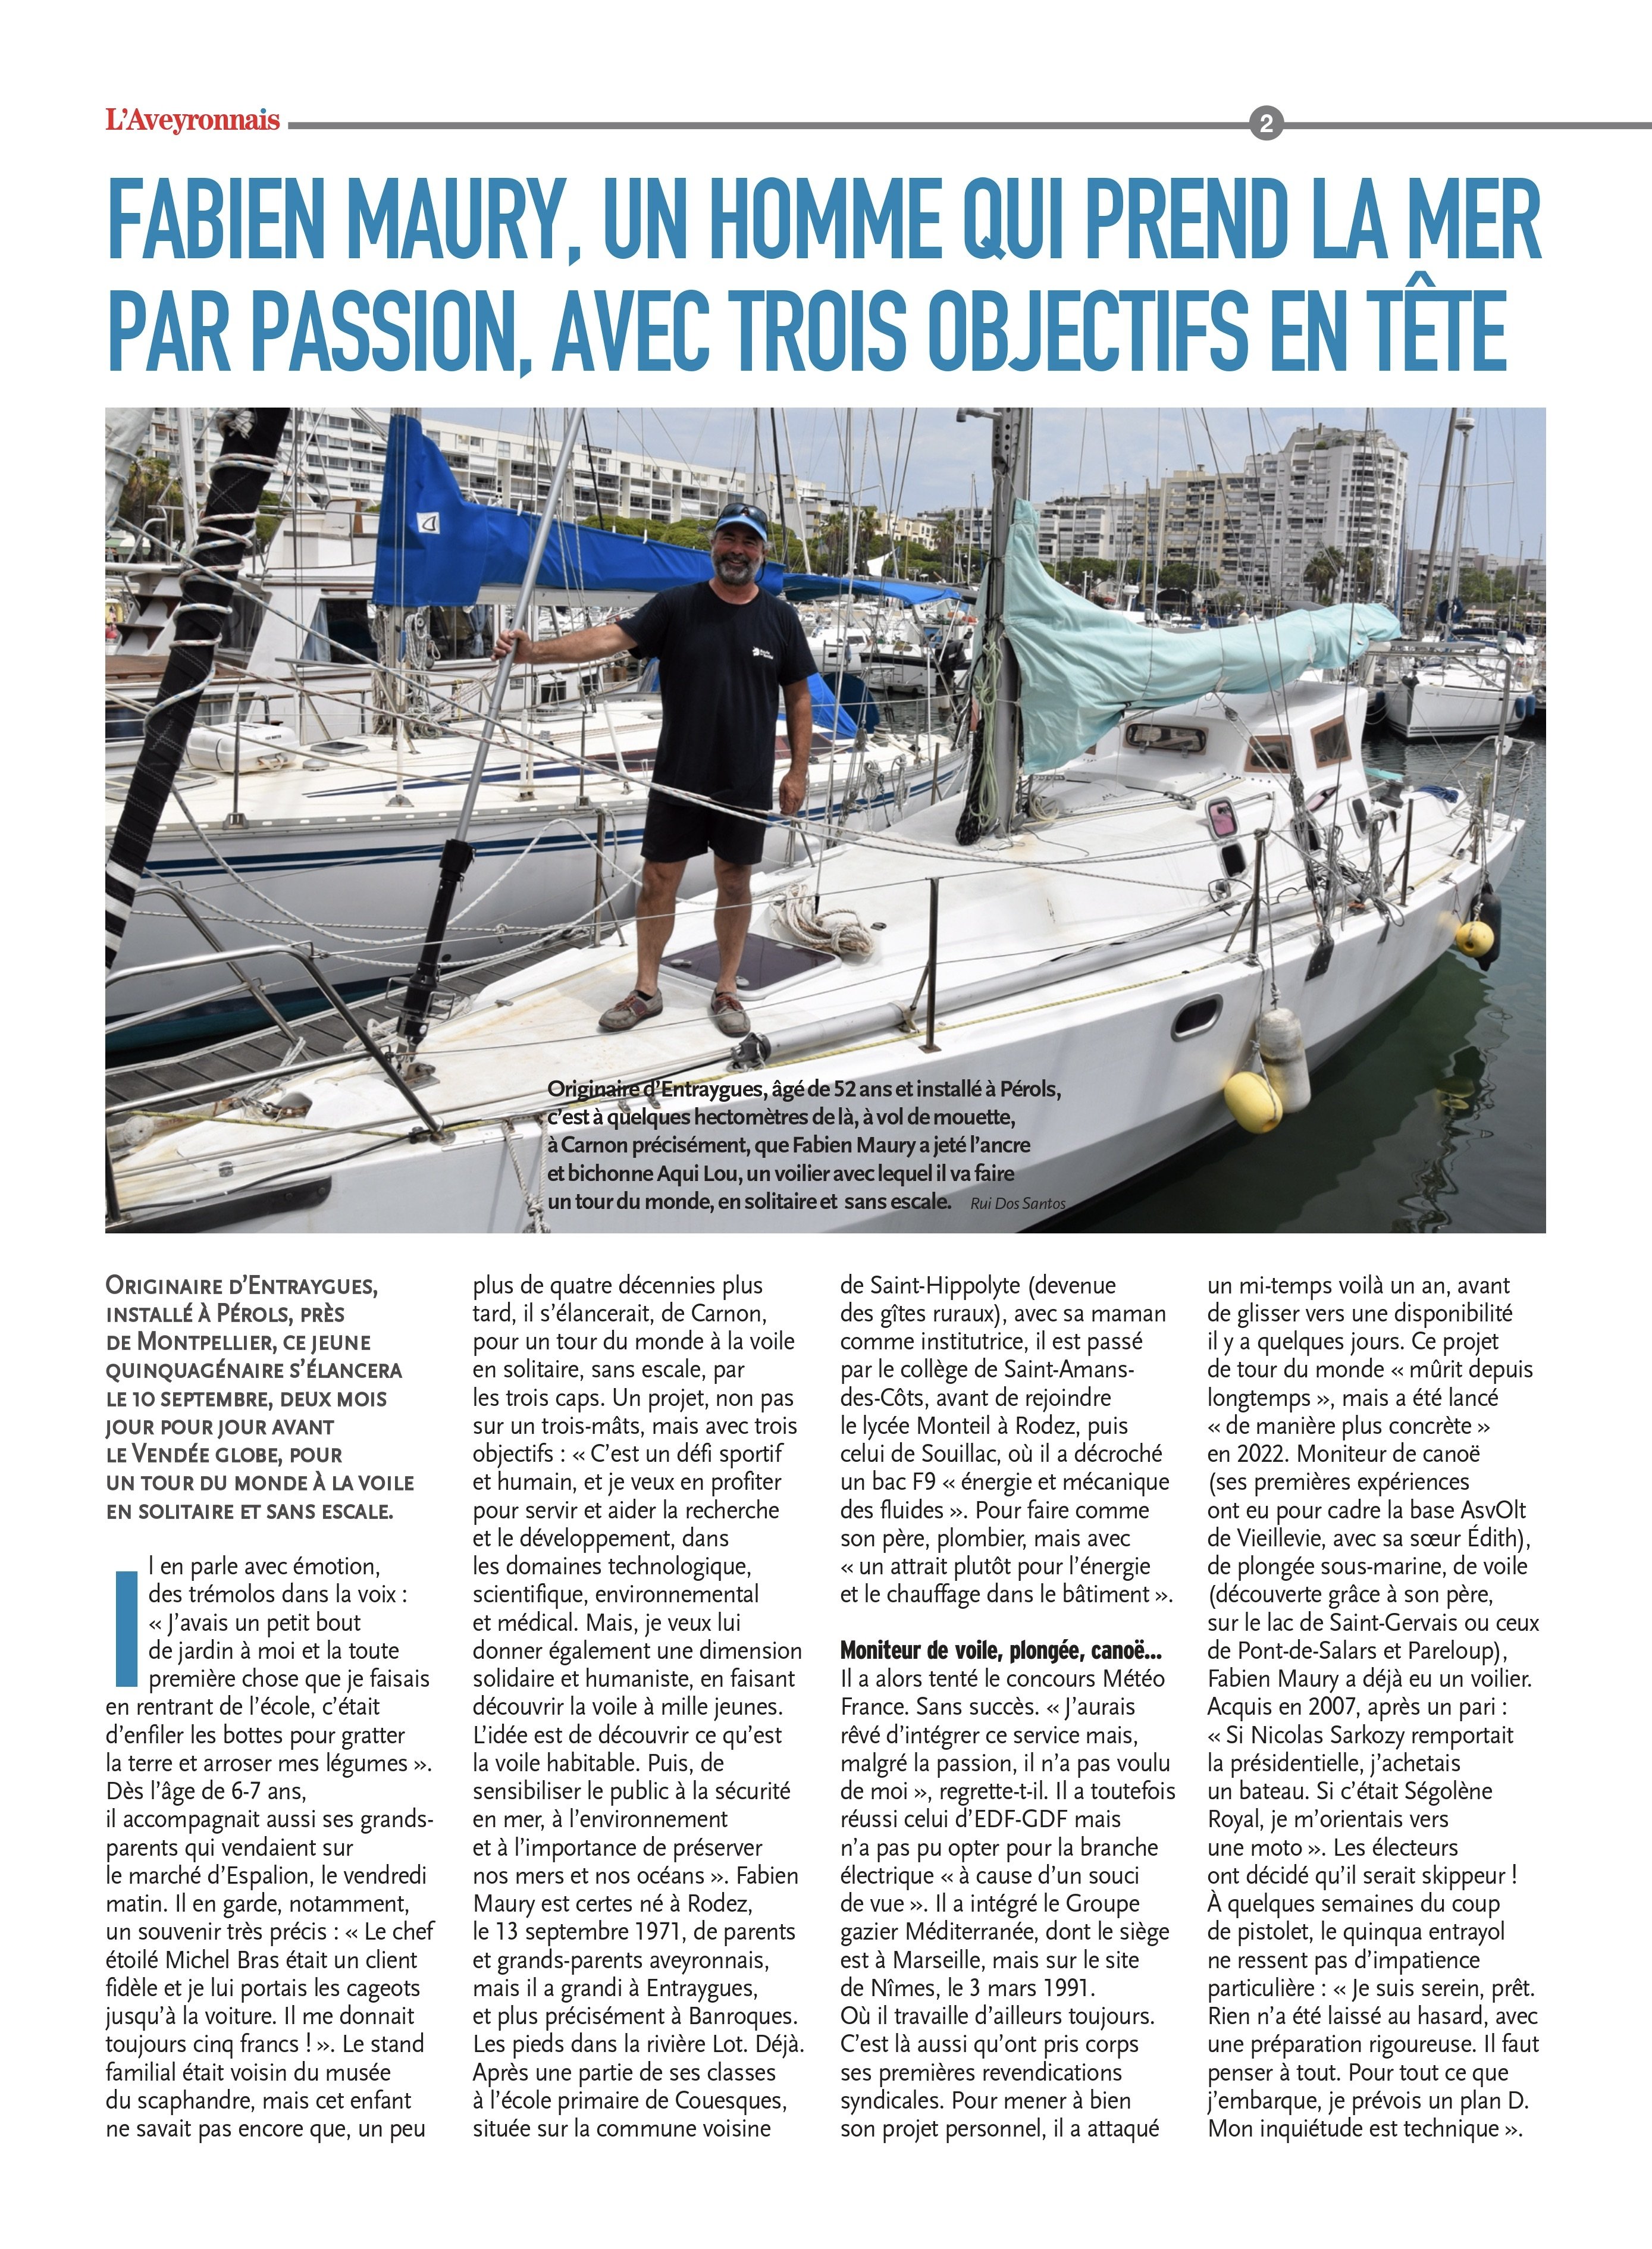 L'Aveyronnais
2
FABIEN MAURY, UN HOMME QUI PREND LA MER
PAR PASSION, AVEC TROIS OBJECTIFS EN TÊTE
Originaire d'Entraygues, âgé de 52 ans et installé à Pérols,
c'est à quelques hectomètres de là, à vol de mouette,
à Carnon précisément, que Fabien Maury a jeté l'ancre
et bichonne Aqui Lou, un voilier avec lequel il va faire
un tour du monde, en solitaire et sans escale. Rui Dos Santos
Originaire d'Entraygues,
installé à Pérols, près
de Montpellier, ce jeune
quinquagénaire s'élancera
le 10 septembre, deux mois
jour pour jour avant
le Vendée globe, pour
un tour du monde à la voile
en solitaire et sans escale.
Il en parle avec émotion,
des trémolos dans la voix :
« J'avais un petit bout
de jardin à moi et la toute
première chose que je faisais
en rentrant de l'école, c'était
d'enfiler les bottes pour gratter
la terre et arroser mes légumes ».
Dès l'âge de 6-7 ans,
il accompagnait aussi ses grands-
parents qui vendaient sur
le marché d'Espalion, le vendredi
matin. Il en garde, notamment,
un souvenir très précis : « Le chef
étoilé Michel Bras était un client
fidèle et je lui portais les cageots
jusqu'à la voiture. Il me donnait
toujours cinq francs ! ». Le stand
familial était voisin du musée
du scaphandre, mais cet enfant
ne savait pas encore que, un peu
plus de quatre décennies plus
tard, il s'élancerait, de Carnon,
pour un tour du monde à la voile
en solitaire, sans escale, par
les trois caps. Un projet, non pas
sur un trois-mâts, mais avec trois
objectifs : « C'est un défi sportif
et humain, et je veux en profiter
pour servir et aider la recherche
et le développement, dans
les domaines technologique,
scientifique, environnemental
et médical. Mais, je veux lui
donner également une dimension
solidaire et humaniste, en faisant
découvrir la voile à mille jeunes.
L'idée est de découvrir ce qu'est
la voile habitable. Puis, de
sensibiliser le public à la sécurité
en mer, à l'environnement
et à l'importance de préserver
nos mers et nos océans ». Fabien
Maury est certes né à Rodez,
le 13 septembre 1971, de parents
et grands-parents aveyronnais,
mais il a grandi à Entraygues,
et plus précisément à Banroques.
Les pieds dans la rivière Lot. Déjà.
Après une partie de ses classes
à l'école primaire de Couesques,
située sur la commune voisine
de Saint-Hippolyte (devenue
des gîtes ruraux), avec sa maman
comme institutrice, il est passé
par le collège de Saint-Amans-
des-Côts, avant de rejoindre
le lycée Monteil à Rodez, puis
celui de Souillac, où il a décroché
un bac F9 « énergie et mécanique
des fluides ». Pour faire comme
son père, plombier, mais avec
« un attrait plutôt pour l'énergie
et le chauffage dans le bâtiment ».
Moniteur de voile, plongée, canoë...
Il a alors tenté le concours Météo
France. Sans succès. « J'aurais
rêvé d'intégrer ce service mais,
malgré la passion, il n'a pas voulu
de moi », regrette-t-il. Il a toutefois
réussi celui d'EDF-GDF mais
n'a pas pu opter pour la branche
électrique « à cause d'un souci
de vue ». Il a intégré le Groupe
gazier Méditerranée, dont le siège
est à Marseille, mais sur le site
de Nîmes, le 3 mars 1991.
Où il travaille d'ailleurs toujours.
C'est là aussi qu'ont pris corps
ses premières revendications
syndicales. Pour mener à bien
son projet personnel, il a attaqué
un mi-temps voilà un an, avant
de glisser vers une disponibilité
il y a quelques jours. Ce projet
de tour du monde « mûrit depuis
longtemps », mais a été lancé
« de manière plus concrète »
en 2022. Moniteur de canoë
(ses premières expériences
ont eu pour cadre la base AsvOlt
de Vieillevie, avec sa sœur Édith),
de plongée sous-marine, de voile
(découverte grâce à son père,
sur le lac de Saint-Gervais ou ceux
de Pont-de-Salars et Pareloup),
Fabien Maury a déjà eu un voilier.
Acquis en 2007, après un pari :
« Si Nicolas Sarkozy remportait
la présidentielle, j'achetais
un bateau. Si c'était Ségolène
Royal, je m'orientais vers
une moto ». Les électeurs
ont décidé qu'il serait skippeur !
À quelques semaines du coup
de pistolet, le quinqua entrayol
ne ressent pas d'impatience
particulière : « Je suis serein, prêt.
Rien n'a été laissé au hasard, avec
une préparation rigoureuse. Il faut
penser à tout. Pour tout ce que
j'embarque, je prévois un plan D.
Mon inquiétude est technique ».